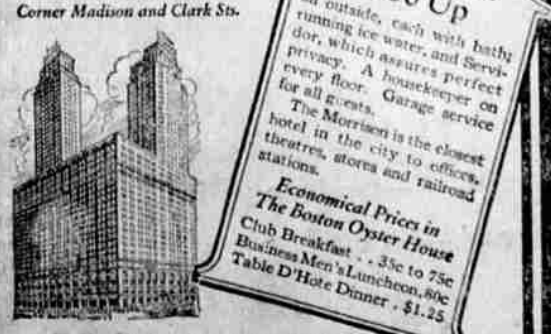 Corner Madison and Clark Sts.
Up
outside, each with bath;
running ice water, and Servi-
dor, which assures perfect
privacy. A housekeeper on
every floor. Garage service
for all guests.
The Morrison is the closest
hotel in the city to offices,
theatres, stores and railroad
stations.
Economical Prices in
The Boston Oyster House
Club Breakfast . . 35c to 75c
Business Men's Luncheon, 80c
Table D'Hote Dinner . $1.25